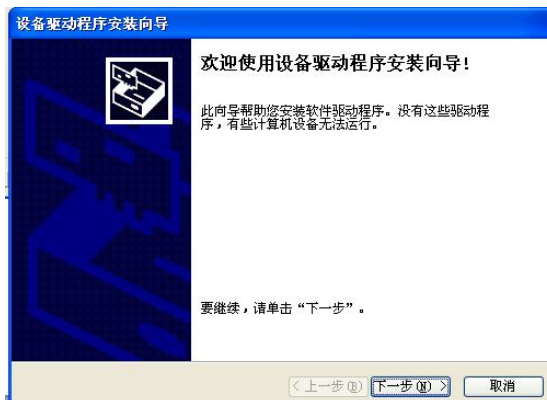 设备驱动程序安装向导
欢迎使用设备驱动程序安装向导!
此向导帮助您安装软件驱动程序。没有这些驱动程
序，有些计算机设备无法运行。
要继续，请单击“下一步”。
< 上一步(B) 下一步(N) > 取消